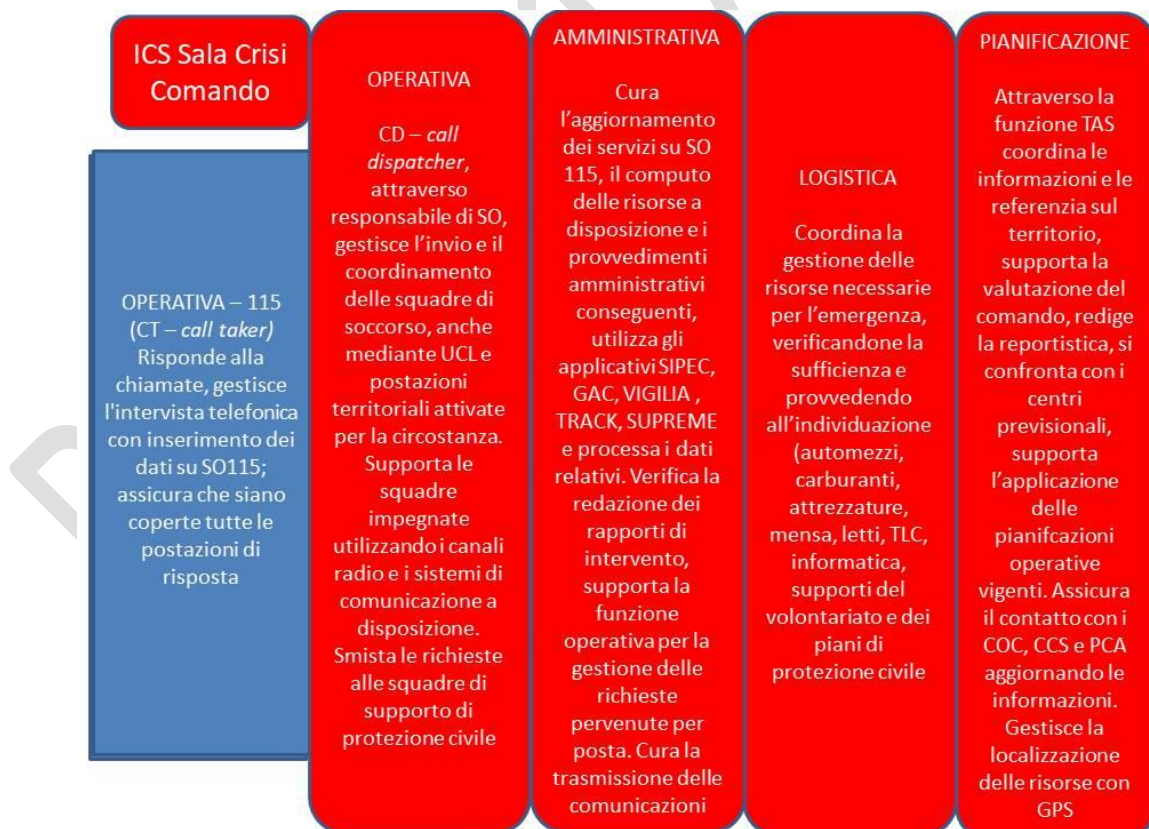 ICS Sala Crisi
Comando
OPERATIVA – 115
(CT – call taker)
Risponde alla
chiamate, gestisce
l'intervista telefonica
con inserimento dei
dati su SO115;
assicura che siano
coperte tutte le
postazioni di
risposta
OPERATIVA
CD – call
dispatcher,
attraverso
responsabile di SO,
gestisce l’invio e il
coordinamento
delle squadre di
soccorso, anche
mediante UCL e
postazioni
territoriali attivate
per la circostanza.
Supporta le
squadre
impegnate
utilizzando i canali
radio e i sistemi di
comunicazione a
disposizione.
Smista le richieste
alle squadre di
supporto di
protezione civile
AMMINISTRATIVA
Cura
l’aggiornamento
dei servizi su SO
115, il computo
delle risorse a
disposizione e i
provvedimenti
amministrativi
conseguenti,
utilizza gli
applicativi SIPEC,
GAC, VIGILIA ,
TRACK, SUPREME
e processa i dati
relativi. Verifica la
redazione dei
rapporti di
intervento,
supporta la
funzione
operativa per la
gestione delle
richieste
pervenute per
posta. Cura la
trasmissione delle
comunicazioni
LOGISTICA
Coordina la
gestione delle
risorse necessarie
per l’emergenza,
verificandone la
sufficienza e
provvedendo
all’individuazione
(automezzi,
carburanti,
attrezzature,
mensa, letti, TLC,
informatica,
supporti del
volontariato e dei
piani di
protezione civile
PIANIFICAZIONE
Attraverso la
funzione TAS
coordina le
informazioni e le
referenzia sul
territorio,
supporta la
valutazione del
comando, redige
la reportistica, si
confronta con i
centri
previsionali,
supporta
l’applicazione
delle
pianifcazioni
operative
vigenti. Assicura
il contatto con i
COC, CCS e PCA
aggiornando le
informazioni.
Gestisce la
localizzazione
delle risorse con
GPS